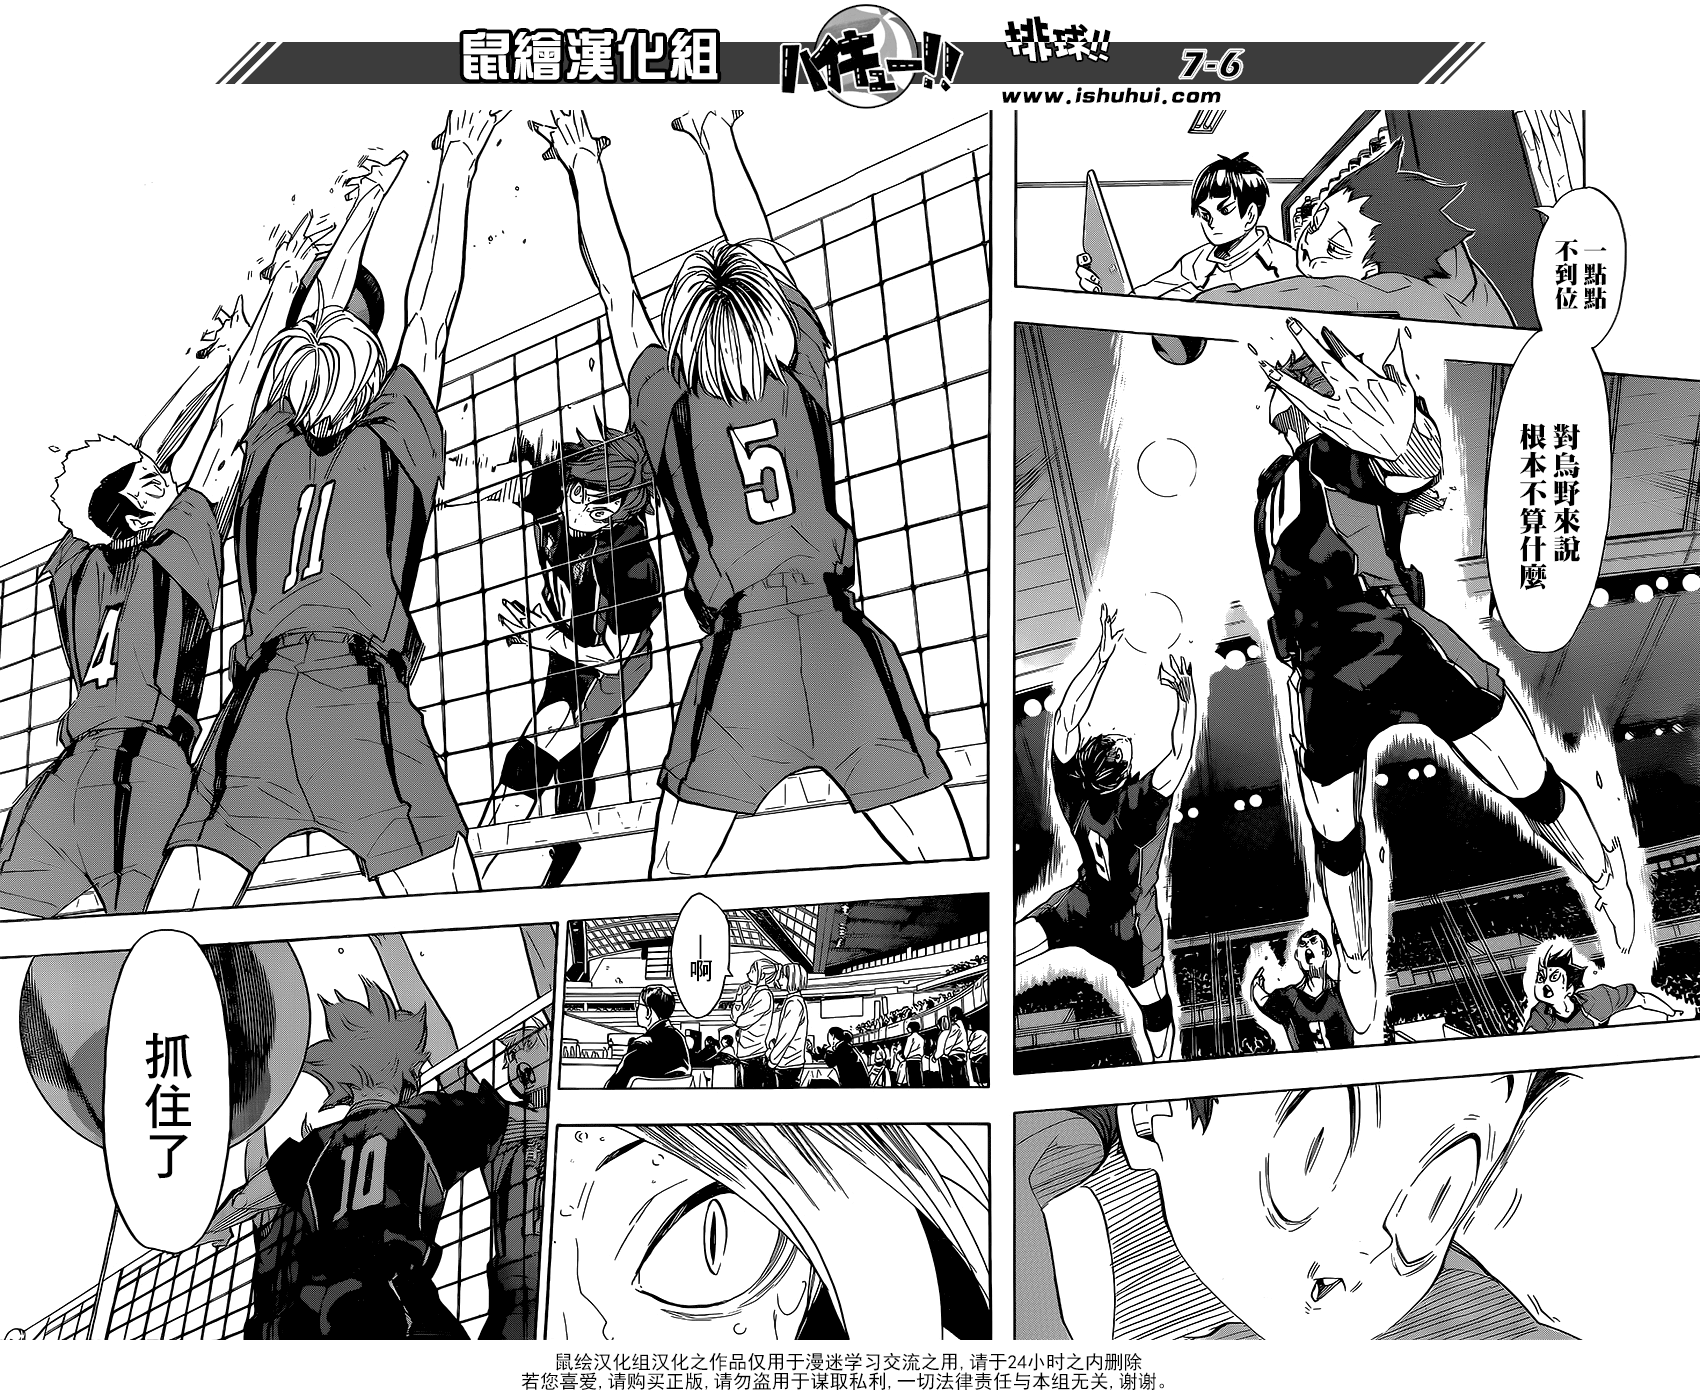 鼠繪漢化組
ハイキュー!!
排球!!
7-6
www.ishuhui.com
一點點
不到位
對烏野來說
根本不算什麼
5
11
4
9
—啊
抓住了
10
鼠绘汉化组汉化之作品仅用于漫迷学习交流之用,请于24小时之内删除
若您喜爱,请购买正版,请勿盗用于谋取私利,一切法律责任与本组无关,谢谢。